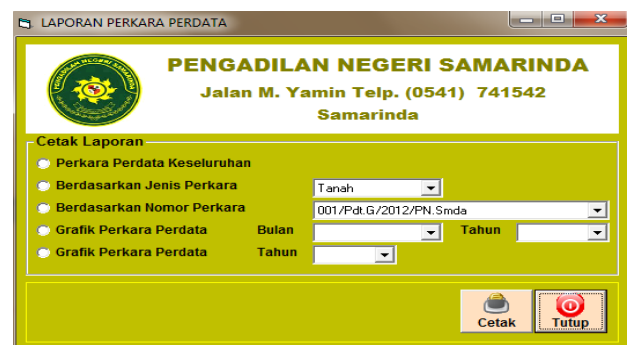 LAPORAN PERKARA PERDATA
PENGADILAN NEGERI SAMARINDA
Jalan M. Yamin Telp. (0541) 741542
Samarinda
Cetak Laporan
Perkara Perdata Keseluruhan
Berdasarkan Jenis Perkara Tanah
Berdasarkan Nomor Perkara 001/Pdt.G/2012/PN.Smda
Grafik Perkara Perdata Bulan Tahun
Grafik Perkara Perdata Tahun
Cetak Tutup